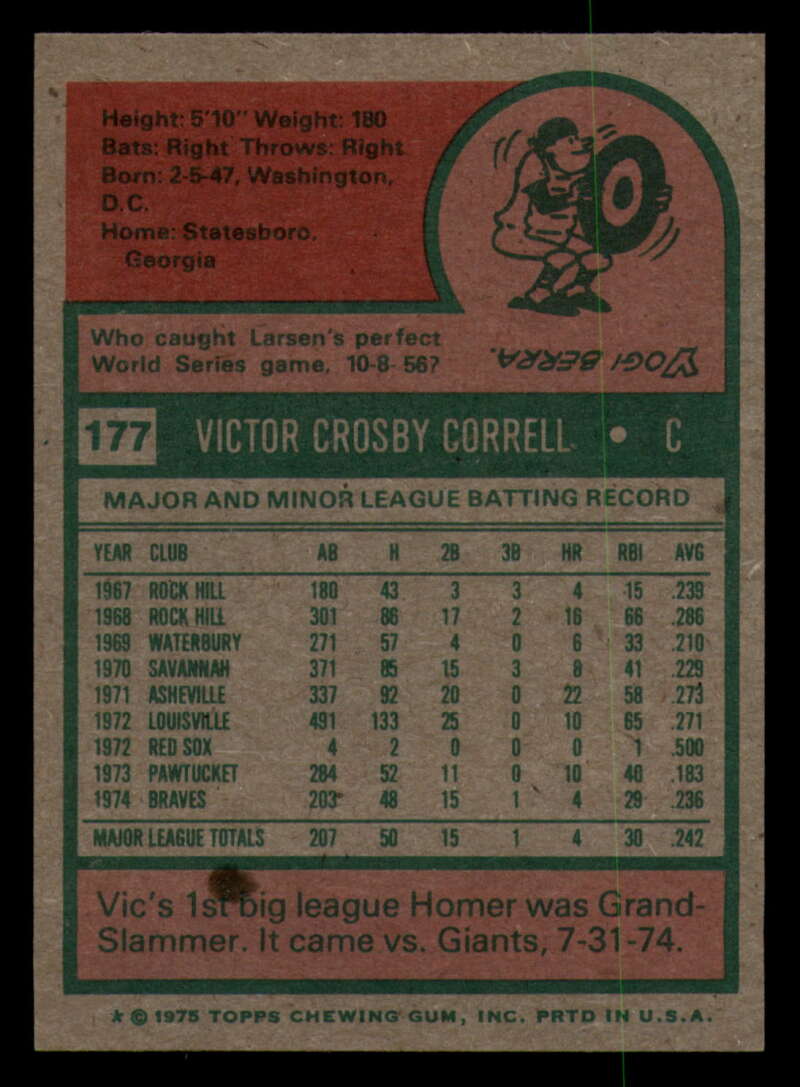 Height: 5'10" Weight: 180
Bats: Right Throws: Right
Born: 2-5-47, Washington,
D.C.
Home: Statesboro,
Georgia
Who caught Larsen's perfect
World Series game, 10-8-56?
YOGI BERRA.
177 VICTOR CROSBY CORRELL • C
MAJOR AND MINOR LEAGUE BATTING RECORD
YEAR CLUB AB H 2B 3B HR RBI AVG
1967 ROCK HILL 180 43 3 3 4 15 .239
1968 ROCK HILL 301 86 17 2 16 66 .286
1969 WATERBURY 271 57 4 0 6 33 .210
1970 SAVANNAH 371 85 15 3 8 41 .229
1971 ASHEVILLE 337 92 20 0 22 58 .273
1972 LOUISVILLE 491 133 25 0 10 65 .271
1972 RED SOX 4 2 0 0 0 1 .500
1973 PAWTUCKET 284 52 11 0 10 40 .183
1974 BRAVES 203 48 15 1 4 29 .236
MAJOR LEAGUE TOTALS 207 50 15 1 4 30 .242
Vic's 1st big league Homer was Grand-
Slammer. It came vs. Giants, 7-31-74.
* © 1975 TOPPS CHEWING GUM, INC. PRTD IN U.S.A.